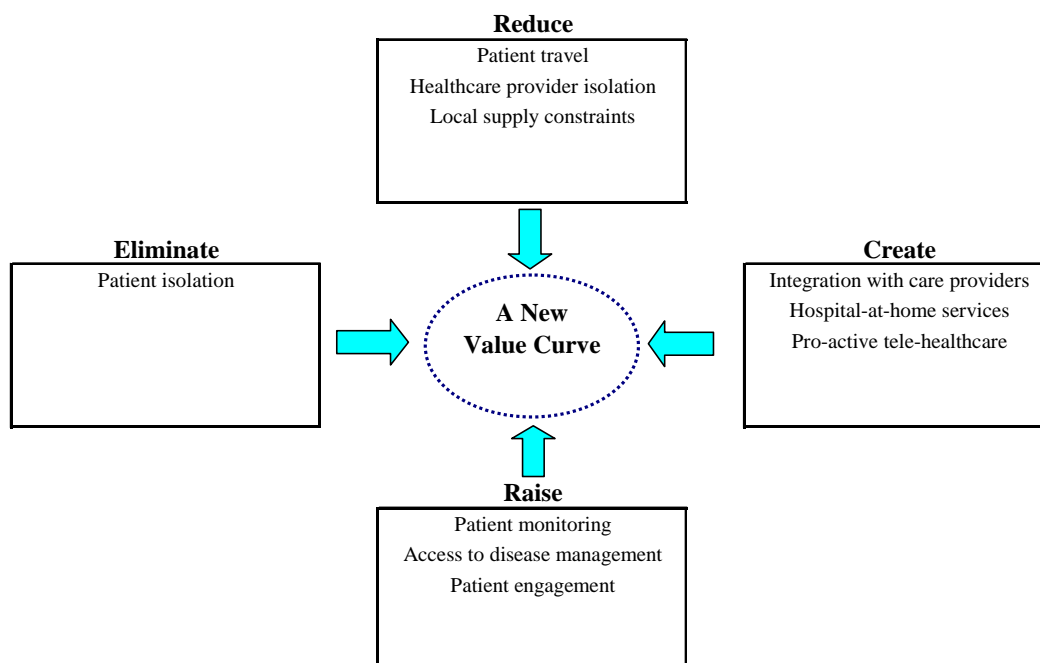 Reduce
Patient travel
Healthcare provider isolation
Local supply constraints
Eliminate
Patient isolation
A New
Value Curve
Create
Integration with care providers
Hospital-at-home services
Pro-active tele-healthcare
Raise
Patient monitoring
Access to disease management
Patient engagement